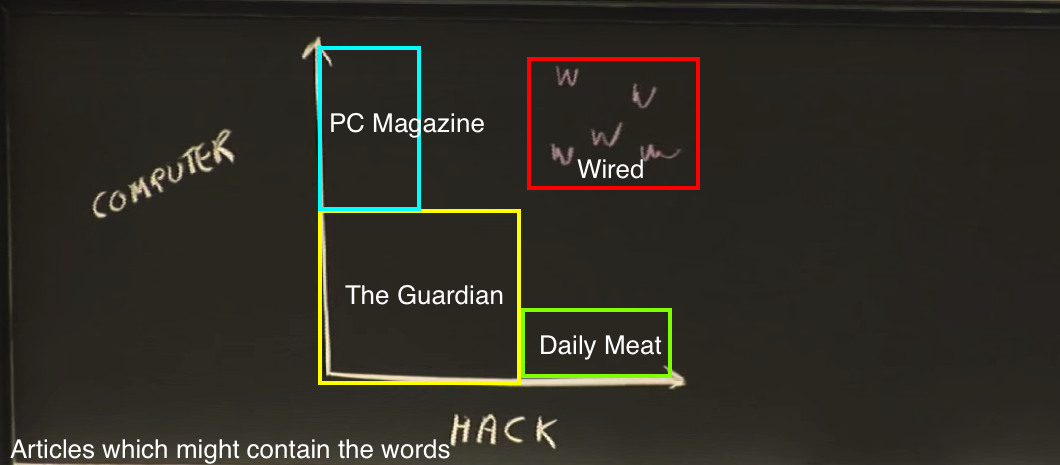 W
W
PC Magazine
W
W
W
Wired
COMPUTER
The Guardian
Daily Meat
HACK
Articles which might contain the words